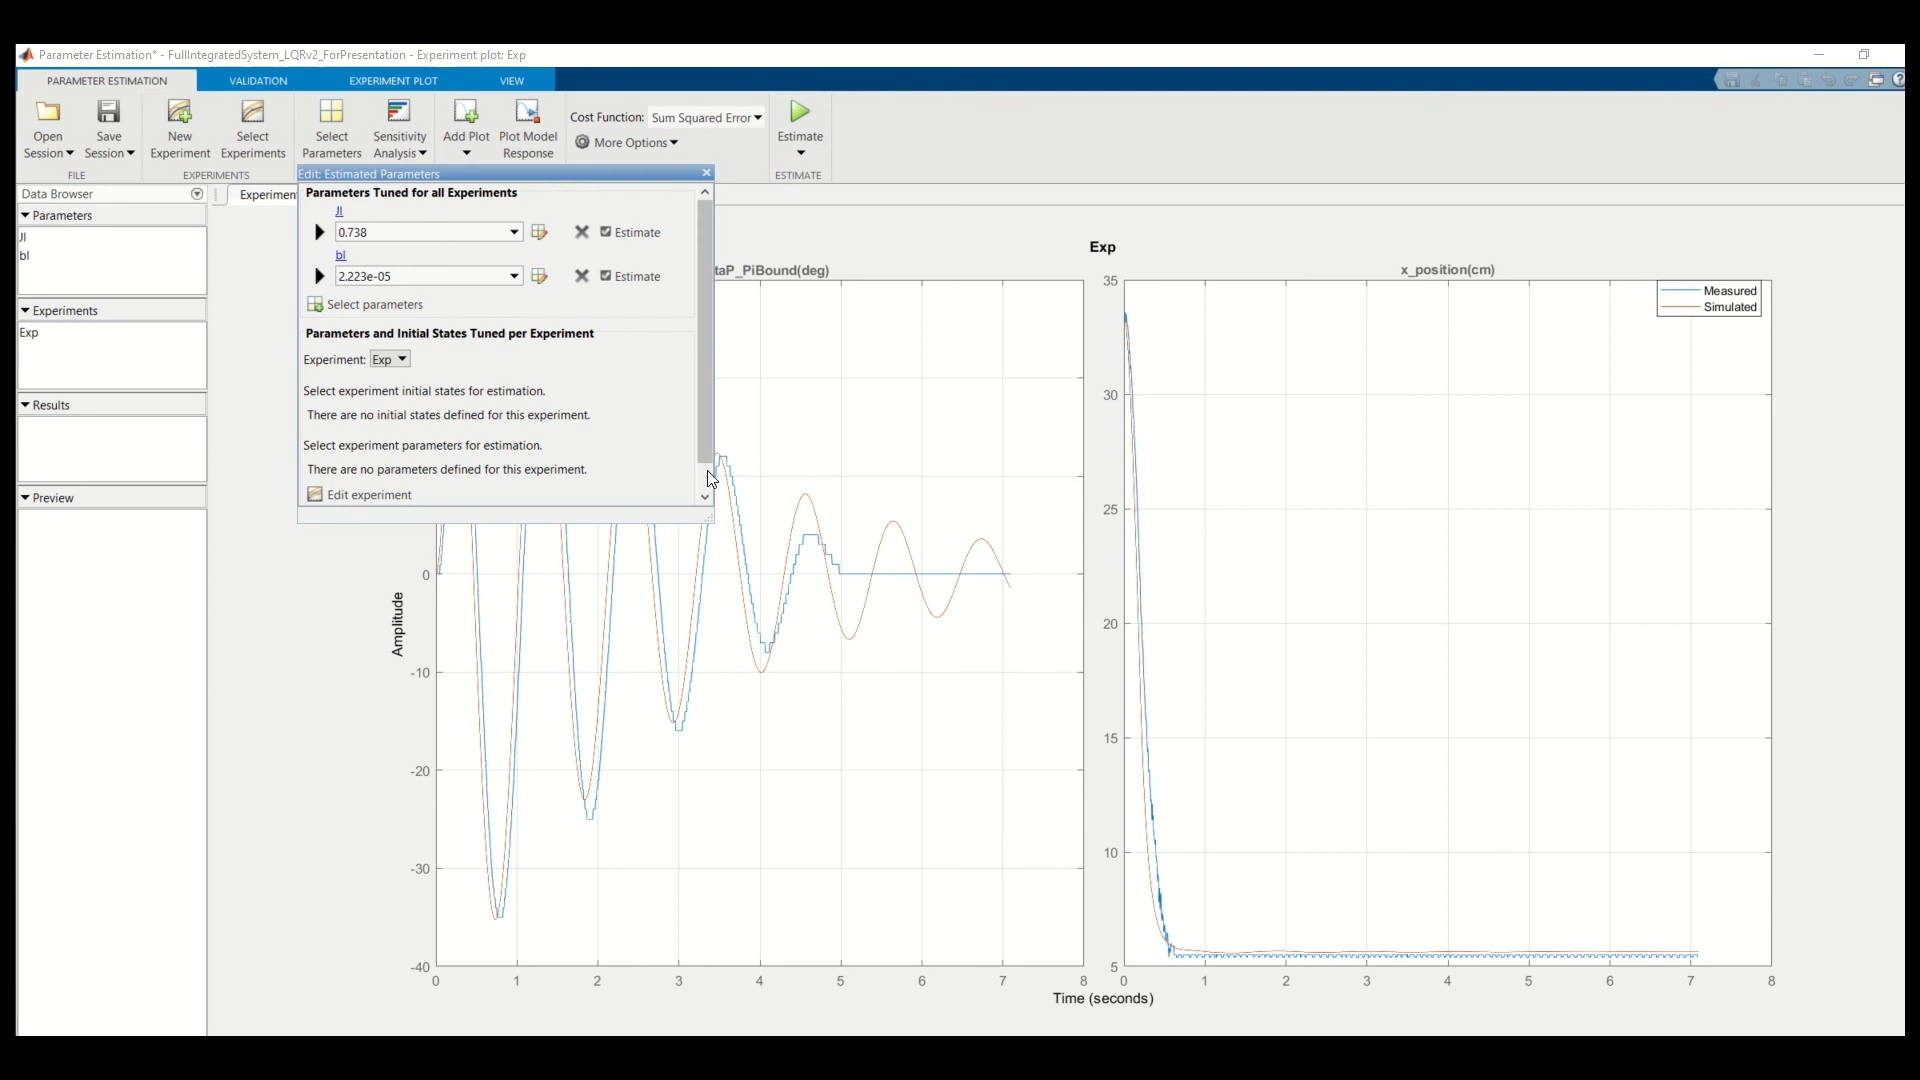 Parameter Estimation* - FullIntegratedSystem_LQRv2_ForPresentation - Experiment plot: Exp
PARAMETER ESTIMATION VALIDATION EXPERIMENT PLOT VIEW
Open Session
Save Session
New Experiment
Select Experiments
Select Parameters
Sensitivity Analysis
Add Plot
Plot Model Response
Cost Function: Sum Squared Error
More Options
Estimate
FILE EXPERIMENTS ESTIMATE
Data Browser
Parameters
Jl
bl
Experiments
Exp
Results
Preview
Experimen
Edit: Estimated Parameters
Parameters Tuned for all Experiments
Jl
0.738 Estimate
bl
2.223e-05 Estimate
Select parameters
Parameters and Initial States Tuned per Experiment
Experiment: Exp
Select experiment initial states for estimation.
There are no initial states defined for this experiment.
Select experiment parameters for estimation.
There are no parameters defined for this experiment.
Edit experiment
Exp
taP_PiBound(deg)
x_position(cm)
Measured
Simulated
Amplitude
0
-10
-20
-30
-40
0 1 2 3 4 5 6 7 8
35
30
25
20
15
10
5
0 1 2 3 4 5 6 7 8
Time (seconds)